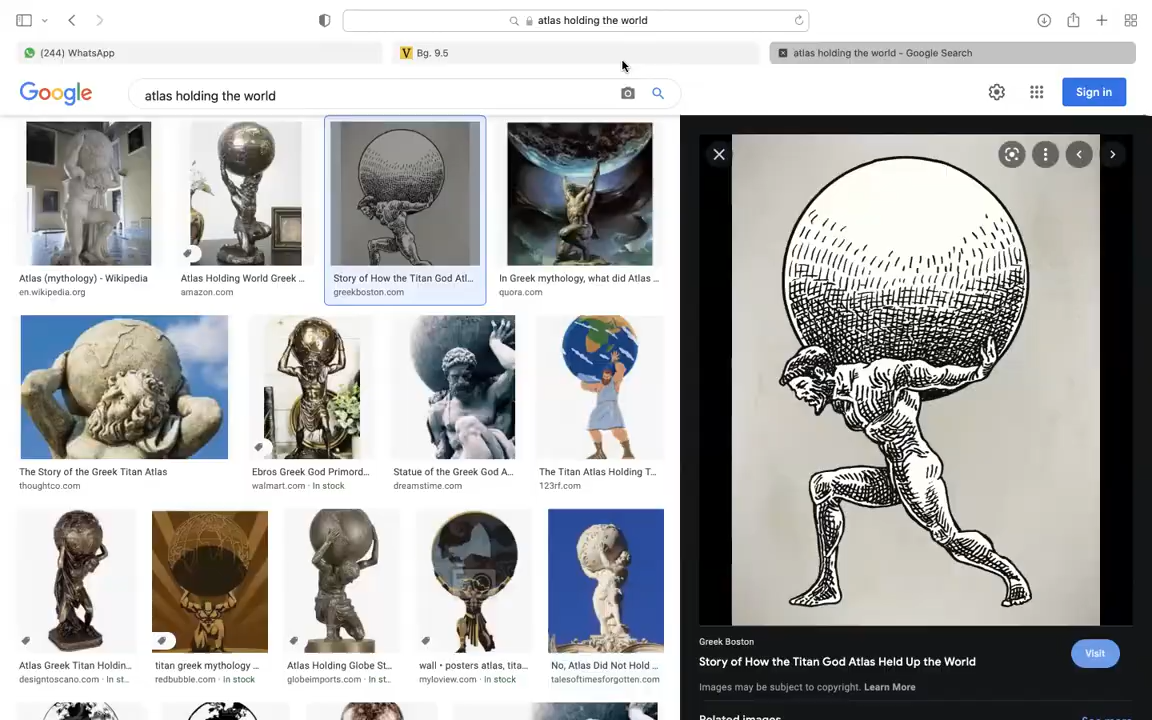 atlas holding the world
(244) WhatsApp
V Bg. 9.5
atlas holding the world - Google Search
Google
atlas holding the world
Sign in
Atlas (mythology) - Wikipedia
en.wikipedia.org
Atlas Holding World Greek ...
amazon.com
Story of How the Titan God Atl...
greekboston.com
In Greek mythology, what did Atlas ...
quora.com
The Story of the Greek Titan Atlas
thoughtco.com
Ebros Greek God Primord...
walmart.com · In stock
Statue of the Greek God A...
dreamstime.com
The Titan Atlas Holding T...
123rf.com
Atlas Greek Titan Holdin...
designtoscano.com · In st...
titan greek mythology ...
redbubble.com · In stock
Atlas Holding Globe St...
globeimports.com · In st...
wall • posters atlas, tita...
myloview.com · In stock
No, Atlas Did Not Hold ...
talesoftimesforgotten.com
Greek Boston
Story of How the Titan God Atlas Held Up the World
Visit
Images may be subject to copyright. Learn More
Related images
See more